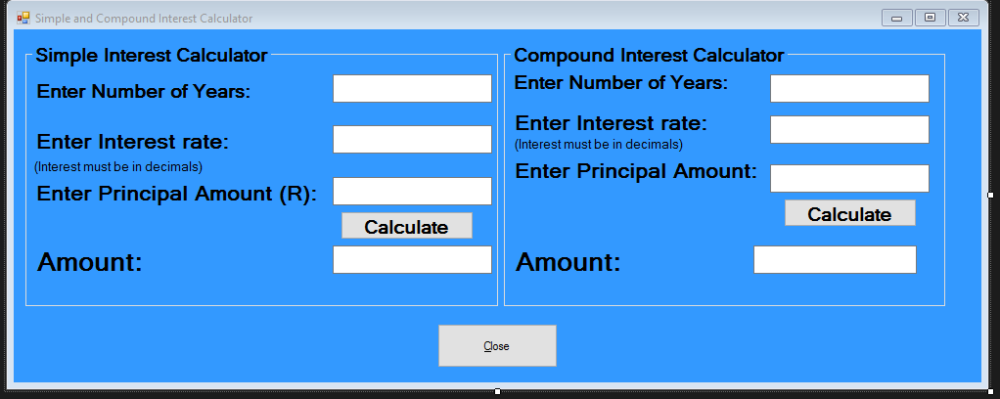 Simple and Compound Interest Calculator
Simple Interest Calculator
Enter Number of Years:
Enter Interest rate:
(Interest must be in decimals)
Enter Principal Amount (R):
Calculate
Amount:
Compound Interest Calculator
Enter Number of Years:
Enter Interest rate:
(Interest must be in decimals)
Enter Principal Amount:
Calculate
Amount:
Close